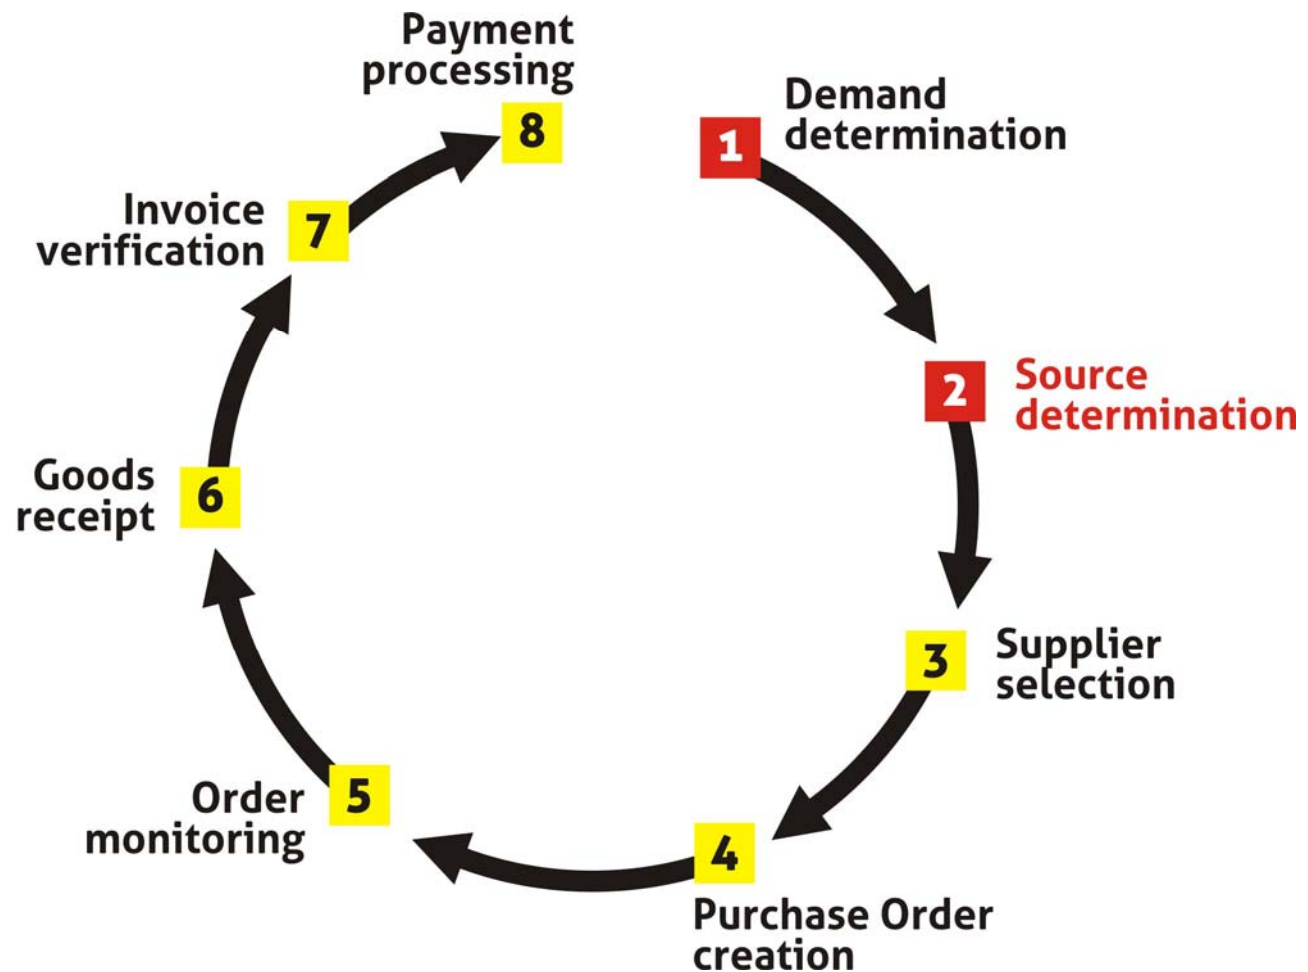 1
Demand
determination
2
Source
determination
3
Supplier
selection
4
Purchase Order
creation
5
Order
monitoring
6
Goods
receipt
7
Invoice
verification
8
Payment
processing